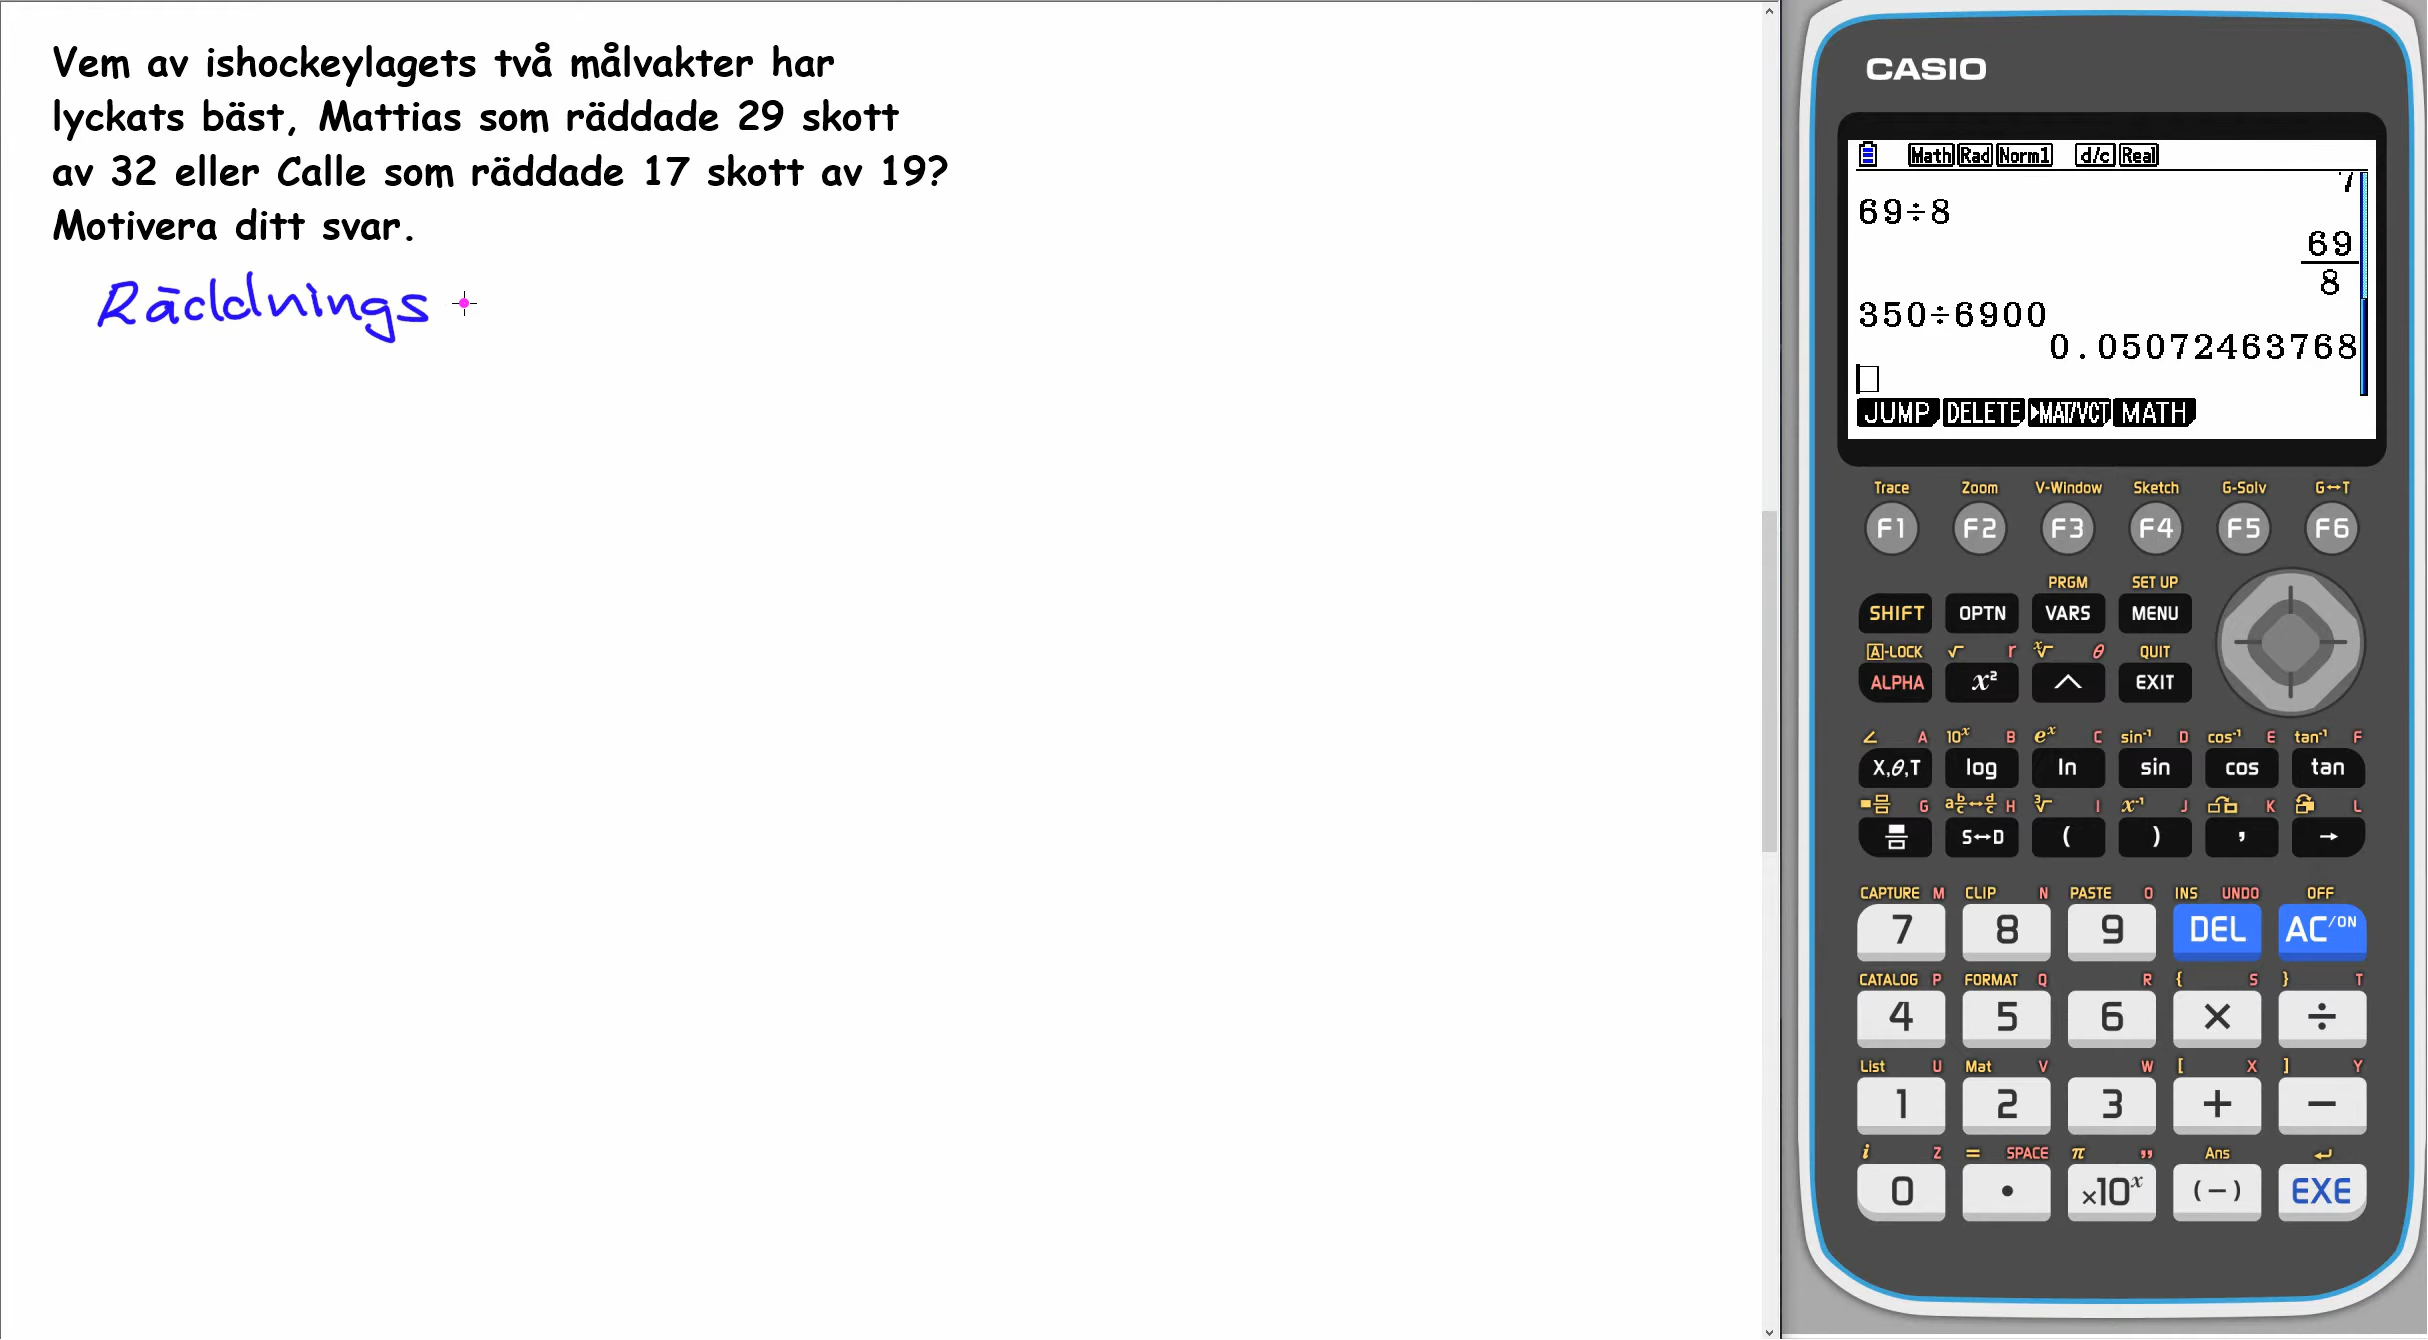 Vem av ishockeylagets två målvakter har
lyckats bäst, Mattias som räddade 29 skott
av 32 eller Calle som räddade 17 skott av 19?
Motivera ditt svar.
Räddnings
CASIO
Math Rad Norm1 d/c Real
69÷8
69
8
350÷6900
0.05072463768
JUMP DELETE ▶MAT/VCT MATH
Trace Zoom V-Window Sketch G-Solv G↔T
F1 F2 F3 F4 F5 F6
PRGM SET UP
SHIFT OPTN VARS MENU
A-LOCK √ r ˣ√ θ QUIT
ALPHA x² ^ EXIT
∠ A 10ˣ B eˣ C sin⁻¹ D cos⁻¹ E tan⁻¹ F
X,θ,T log ln sin cos tan
G a b/c↔d/c H ³√ I x⁻¹ J K L
S↔D ( ) , →
CAPTURE M CLIP N PASTE O INS UNDO OFF
7 8 9 DEL AC/ON
CATALOG P FORMAT Q R { S } T
4 5 6 × ÷
List U Mat V W [ X ] Y
1 2 3 + −
i Z = SPACE π " Ans ↵
0 . ×10ˣ (−) EXE